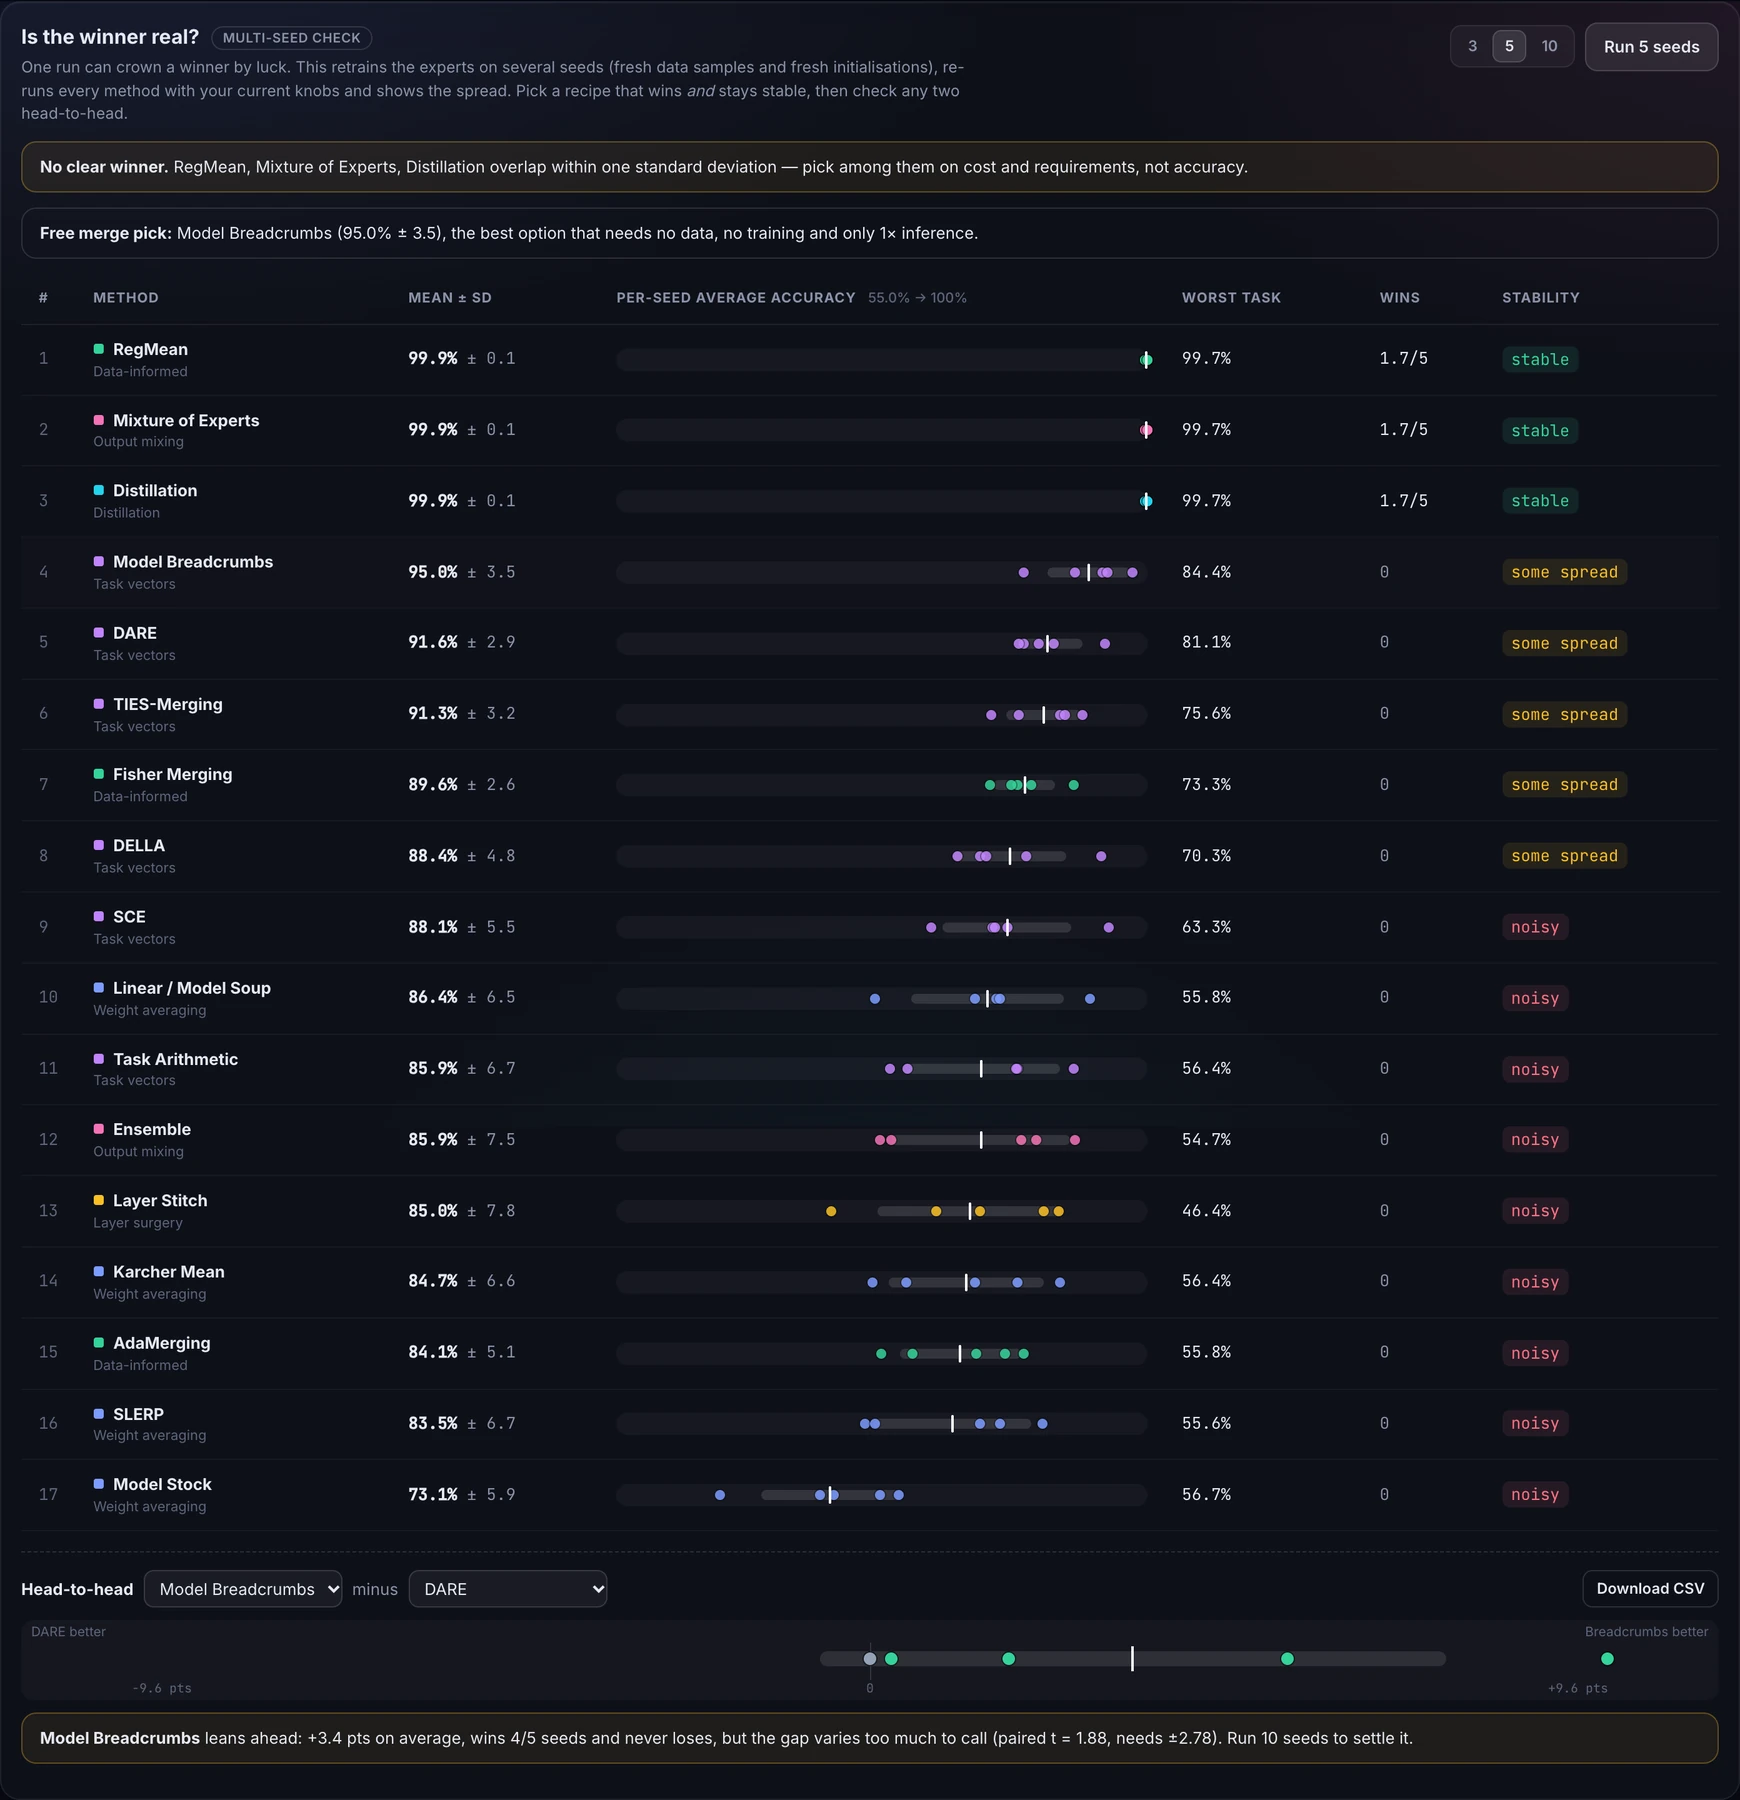 Is the winner real? MULTI-SEED CHECK 3 5 10 Run 5 seeds
One run can crown a winner by luck. This retrains the experts on several seeds (fresh data samples and fresh initialisations), re-
runs every method with your current knobs and shows the spread. Pick a recipe that wins and stays stable, then check any two
head-to-head.
No clear winner. RegMean, Mixture of Experts, Distillation overlap within one standard deviation — pick among them on cost and requirements, not accuracy.
Free merge pick: Model Breadcrumbs (95.0% ± 3.5), the best option that needs no data, no training and only 1× inference.
# METHOD MEAN ± SD PER-SEED AVERAGE ACCURACY 55.0% → 100% WORST TASK WINS STABILITY
1 RegMean 99.9% ± 0.1 99.7% 1.7/5 stable
Data-informed
2 Mixture of Experts 99.9% ± 0.1 99.7% 1.7/5 stable
Output mixing
3 Distillation 99.9% ± 0.1 99.7% 1.7/5 stable
Distillation
4 Model Breadcrumbs 95.0% ± 3.5 84.4% 0 some spread
Task vectors
5 DARE 91.6% ± 2.9 81.1% 0 some spread
Task vectors
6 TIES-Merging 91.3% ± 3.2 75.6% 0 some spread
Task vectors
7 Fisher Merging 89.6% ± 2.6 73.3% 0 some spread
Data-informed
8 DELLA 88.4% ± 4.8 70.3% 0 some spread
Task vectors
9 SCE 88.1% ± 5.5 63.3% 0 noisy
Task vectors
10 Linear / Model Soup 86.4% ± 6.5 55.8% 0 noisy
Weight averaging
11 Task Arithmetic 85.9% ± 6.7 56.4% 0 noisy
Task vectors
12 Ensemble 85.9% ± 7.5 54.7% 0 noisy
Output mixing
13 Layer Stitch 85.0% ± 7.8 46.4% 0 noisy
Layer surgery
14 Karcher Mean 84.7% ± 6.6 56.4% 0 noisy
Weight averaging
15 AdaMerging 84.1% ± 5.1 55.8% 0 noisy
Data-informed
16 SLERP 83.5% ± 6.7 55.6% 0 noisy
Weight averaging
17 Model Stock 73.1% ± 5.9 56.7% 0 noisy
Weight averaging
Head-to-head Model Breadcrumbs minus DARE Download CSV
DARE better Breadcrumbs better
-9.6 pts 0 +9.6 pts
Model Breadcrumbs leans ahead: +3.4 pts on average, wins 4/5 seeds and never loses, but the gap varies too much to call (paired t = 1.88, needs ±2.78). Run 10 seeds to settle it.